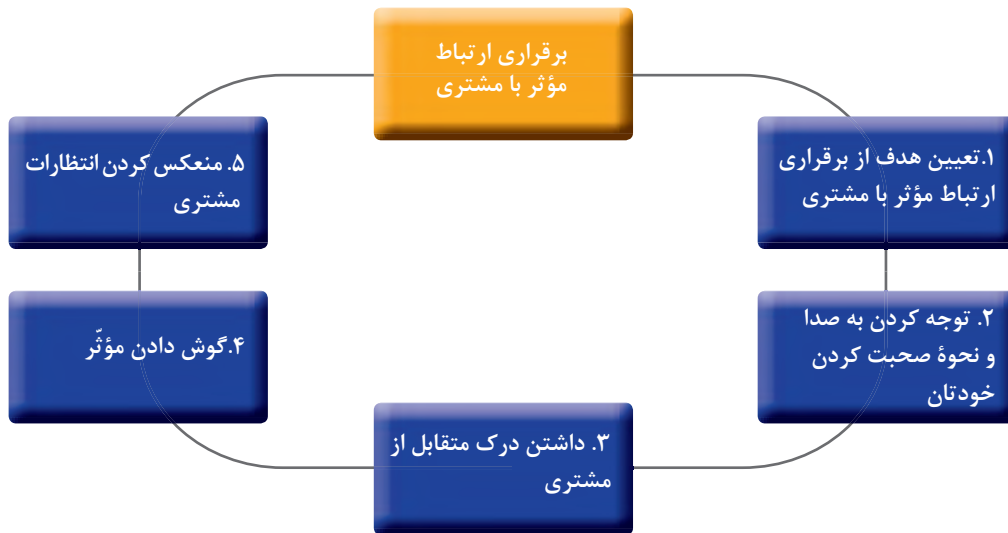 برقراری ارتباط
مؤثر با مشتری
۱.تعیین هدف از برقراری
ارتباط مؤثر با مشتری
۲. توجه کردن به صدا
و نحوۀ صحبت کردن
خودتان
۳. داشتن درک متقابل از
مشتری
۴.گوش دادن مؤثّر
۵. منعکس کردن انتظارات
مشتری